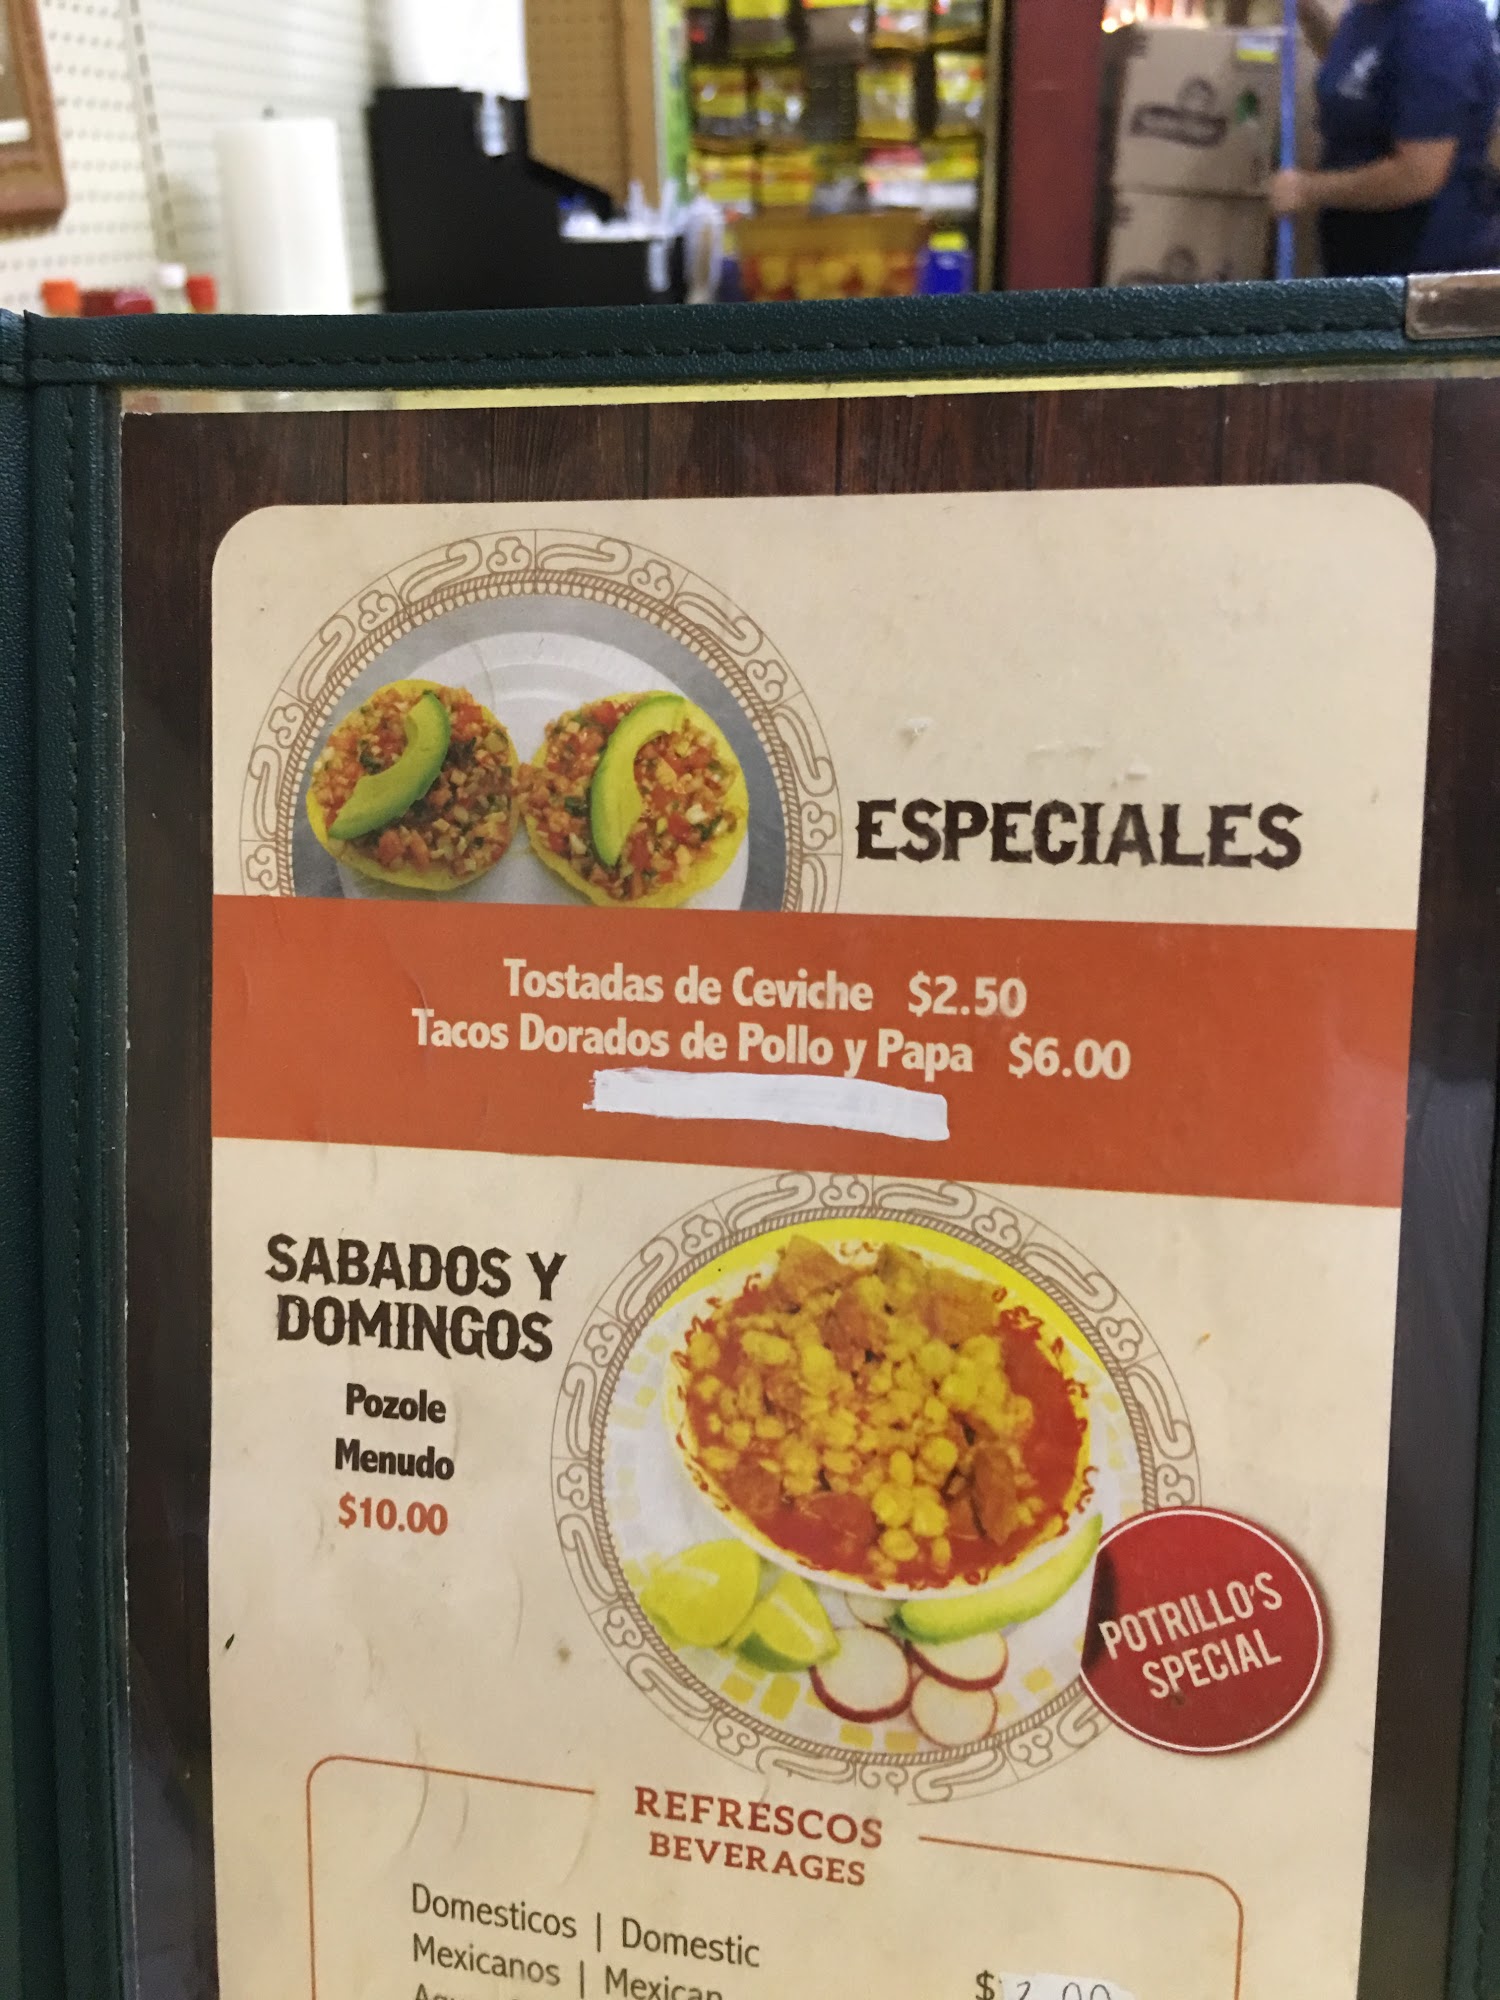 ESPECIALES
Tostadas de Ceviche $2.50
Tacos Dorados de Pollo y Papa $6.00
SABADOS Y
DOMINGOS
Pozole
Menudo
$10.00
POTRILLO'S
SPECIAL
REFRESCOS
BEVERAGES
Domesticos | Domestic
Mexicanos | Mexican
$